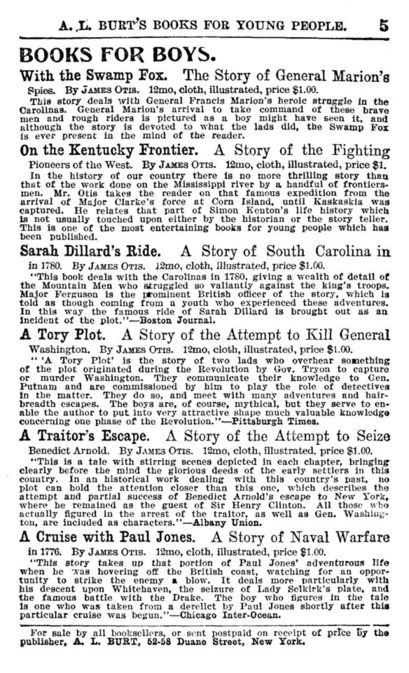 A. L. BURT'S BOOKS FOR YOUNG PEOPLE. 5
BOOKS FOR BOYS.
With the Swamp Fox. The Story of General Marion's
Spies. By JAMES OTIS. 12mo, cloth, illustrated, price $1.00.
This story deals with General Francis Marion's heroic struggle in the
Carolinas. General Marion's arrival to take command of these brave
men and rough riders is pictured as a boy might have seen it, and
although the story is devoted to what the lads did, the Swamp Fox
is ever present in the mind of the reader.
On the Kentucky Frontier. A Story of the Fighting
Pioneers of the West. By JAMES OTIS. 12mo, cloth, illustrated, price $1.
In the history of our country there is no more thrilling story than
that of the work done on the Mississippi river by a handful of frontiers-
men. Mr. Otis takes the reader on that famous expedition from the
arrival of Major Clarke's force at Corn Island, until Kaskaskia was
captured. He relates that part of Simon Kenton's life history which
is not usually touched upon either by the historian or the story teller.
This is one of the most entertaining books for young people which has
been published.
Sarah Dillard's Ride. A Story of South Carolina in
in 1780. By JAMES OTIS. 12mo, cloth, illustrated, price $1.00.
"This book deals with the Carolinas in 1780, giving a wealth of detail of
the Mountain Men who struggled so valiantly against the king's troops.
Major Ferguson is the prominent British officer of the story, which is
told as though coming from a youth who experienced these adventures.
In this way the famous ride of Sarah Dillard is brought out as an
incident of the plot."—Boston Journal.
A Tory Plot. A Story of the Attempt to Kill General
Washington. By JAMES OTIS. 12mo, cloth, illustrated, price $1.00.
" 'A Tory Plot' is the story of two lads who overhear something
of the plot originated during the Revolution by Gov. Tryon to capture
or murder Washington. They communicate their knowledge to Gen.
Putnam and are commissioned by him to play the role of detectives
in the matter. They do so, and meet with many adventures and hair-
breadth escapes. The boys are, of course, mythical, but they serve to en-
able the author to put into very attractive shape much valuable knowledge
concerning one phase of the Revolution."—Pittsburgh Times.
A Traitor's Escape. A Story of the Attempt to Seize
Benedict Arnold. By JAMES OTIS. 12mo, cloth, illustrated, price $1.00.
"This is a tale with stirring scenes depicted in each chapter, bringing
clearly before the mind the glorious deeds of the early settlers in this
country. In an historical work dealing with this country's past, no
plot can hold the attention closer than this one, which describes the
attempt and partial success of Benedict Arnold's escape to New York,
where he remained as the guest of Sir Henry Clinton. All those who
actually figured in the arrest of the traitor, as well as Gen. Washing-
ton, are included as characters."—Albany Union.
A Cruise with Paul Jones. A Story of Naval Warfare
in 1776. By JAMES OTIS. 12mo, cloth, illustrated, price $1.00.
"This story takes up that portion of Paul Jones' adventurous life
when he was hovering off the British coast, watching for an oppor-
tunity to strike the enemy a blow. It deals more particularly with
his descent upon Whitehaven, the seizure of Lady Selkirk's plate, and
the famous battle with the Drake. The boy who figures in the tale
is one who was taken from a derelict by Paul Jones shortly after this
particular cruise was begun."—Chicago Inter-Ocean.
For sale by all booksellers, or sent postpaid on receipt of price by the
publisher, A. L. BURT, 52-58 Duane Street, New York.